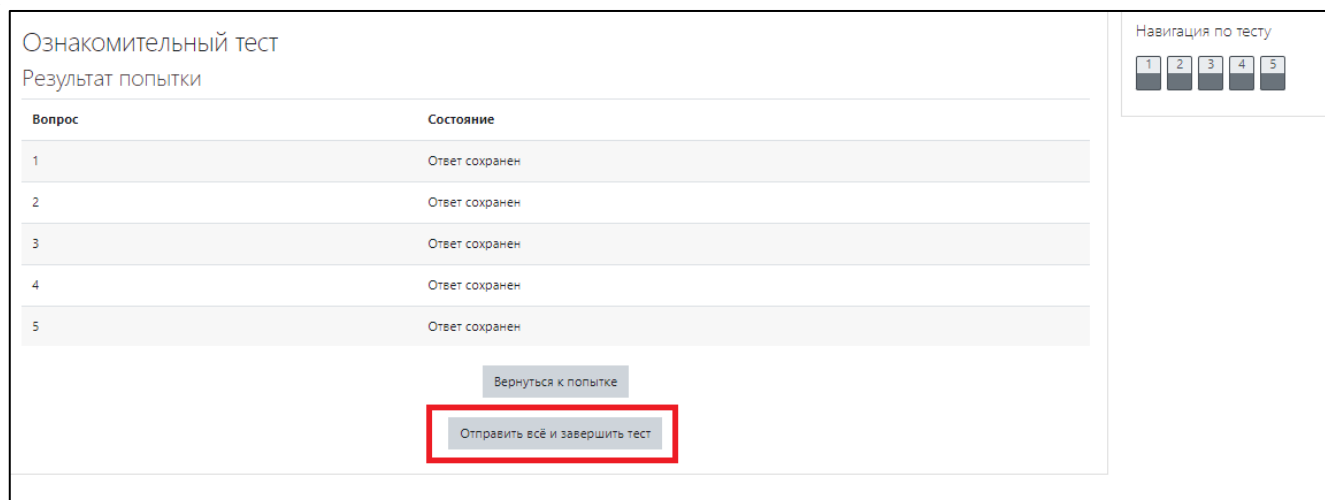 Ознакомительный тест
Результат попытки
Вопрос Состояние
1 Ответ сохранен
2 Ответ сохранен
3 Ответ сохранен
4 Ответ сохранен
5 Ответ сохранен
Вернуться к попытке
Отправить всё и завершить тест
Навигация по тесту
1 2 3 4 5